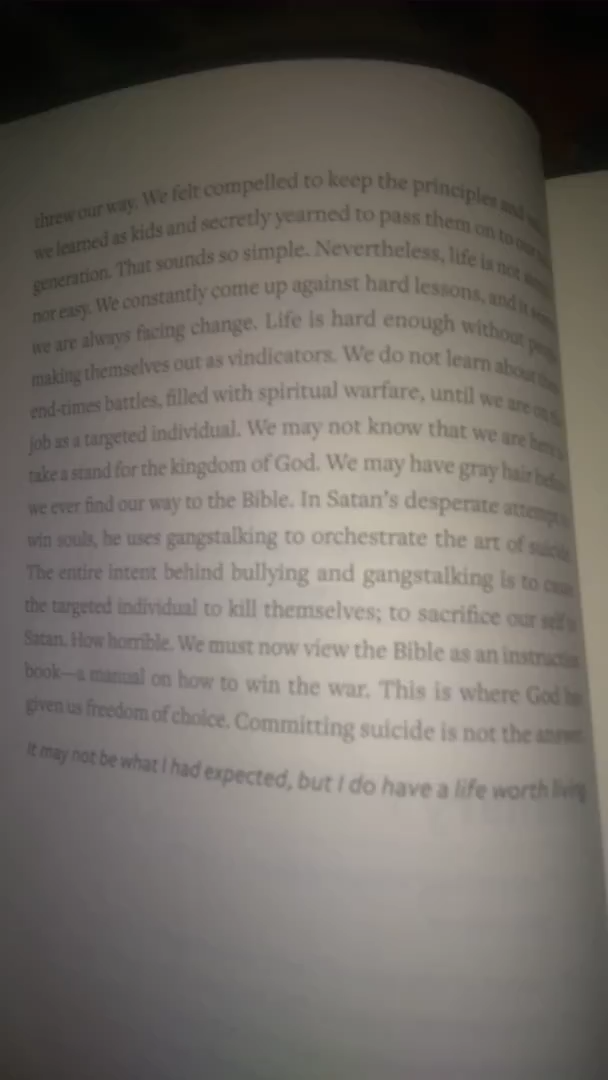 threw our way. We felt compelled to keep the principles and
we learned as kids and secretly yearned to pass them on to our
generation. That sounds so simple. Nevertheless, life is not
nor easy. We constantly come up against hard lessons, and it
we are always facing change. Life is hard enough without
making themselves out as vindicators. We do not learn about
end-times battles, filled with spiritual warfare, until we are on
job as a targeted individual. We may not know that we are
take a stand for the kingdom of God. We may have gray hair
we ever find our way to the Bible. In Satan's desperate
win souls, he uses gangstalking to orchestrate the art of suicide.
The entire intent behind bullying and gangstalking is to
the targeted individual to kill themselves; to sacrifice our
Satan. How horrible. We must now view the Bible as an instruction
book—a manual on how to win the war. This is where God has
given us freedom of choice. Committing suicide is not the answer.
It may not be what I had expected, but I do have a life worth living